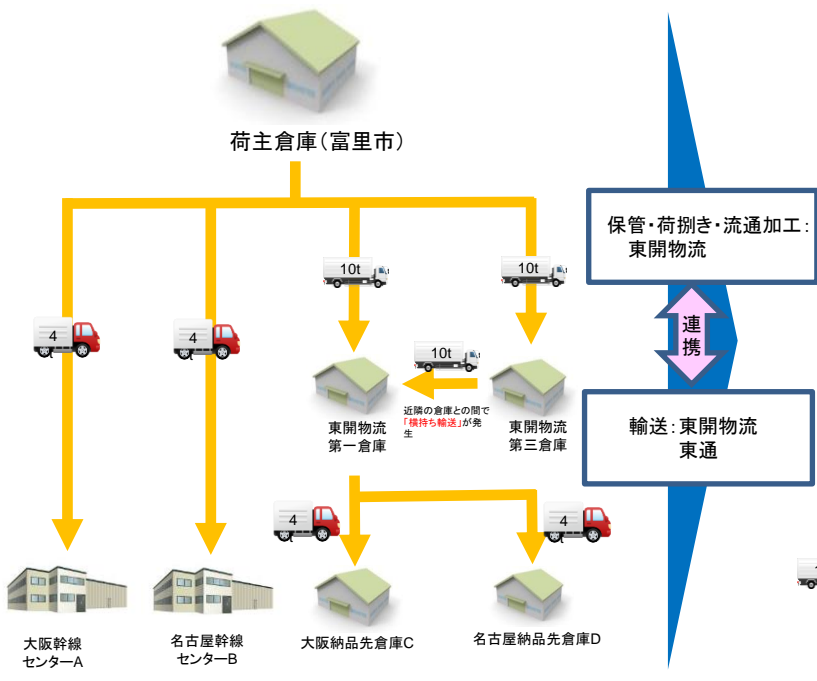 荷主倉庫(富里市)
保管・荷捌き・流通加工:
東開物流
10t
10t
連携
4
t
4
t
10t
近隣の倉庫との間で
「横持ち輸送」が発
生
東開物流
第一倉庫
東開物流
第三倉庫
輸送:東開物流
東通
4
t
4
t
大阪幹線
センターA
名古屋幹線
センターB
大阪納品先倉庫C
名古屋納品先倉庫D